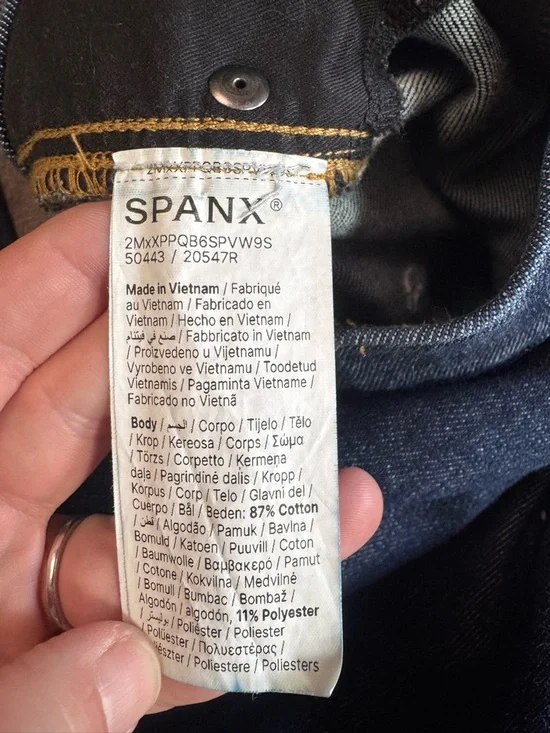 SPANX®
2MxXPPQB6SPVW9S
50443 / 20547R
Made in Vietnam / Fabriqué
au Vietnam / Fabricado en
Vietnam / Hecho en Vietnam /
صنع في فيتنام / Fabbricato in Vietnam
/ Proizvedeno u Vijetnamu /
Vyrobeno ve Vietnamu / Toodetud
Vietnamis / Pagaminta Vietname /
Fabricado no Vietnã
Body / الجسم / Corpo / Tijelo / Tělo
/ Krop / Kereosa / Corps / Σώμα
/ Törzs / Corpetto / Ķermeņa
daļa / Pagrindinė dalis / Kropp /
Korpus / Corp / Telo / Glavni del /
Cuerpo / Bål / Beden: 87% Cotton
/ قطن / Algodão / Pamuk / Bavlna /
Bomuld / Katoen / Puuvill / Coton
/ Baumwolle / Βαμβακερό / Pamut
/ Cotone / Kokvilna / Medvilnė
/ Bomull / Bumbac / Bombaž /
Algodón / algodón, 11% Polyester
/ بوليستر / Poliéster / Poliester
/ Polüester / Πολυεστέρας /
/ Poliestere / Poliesters